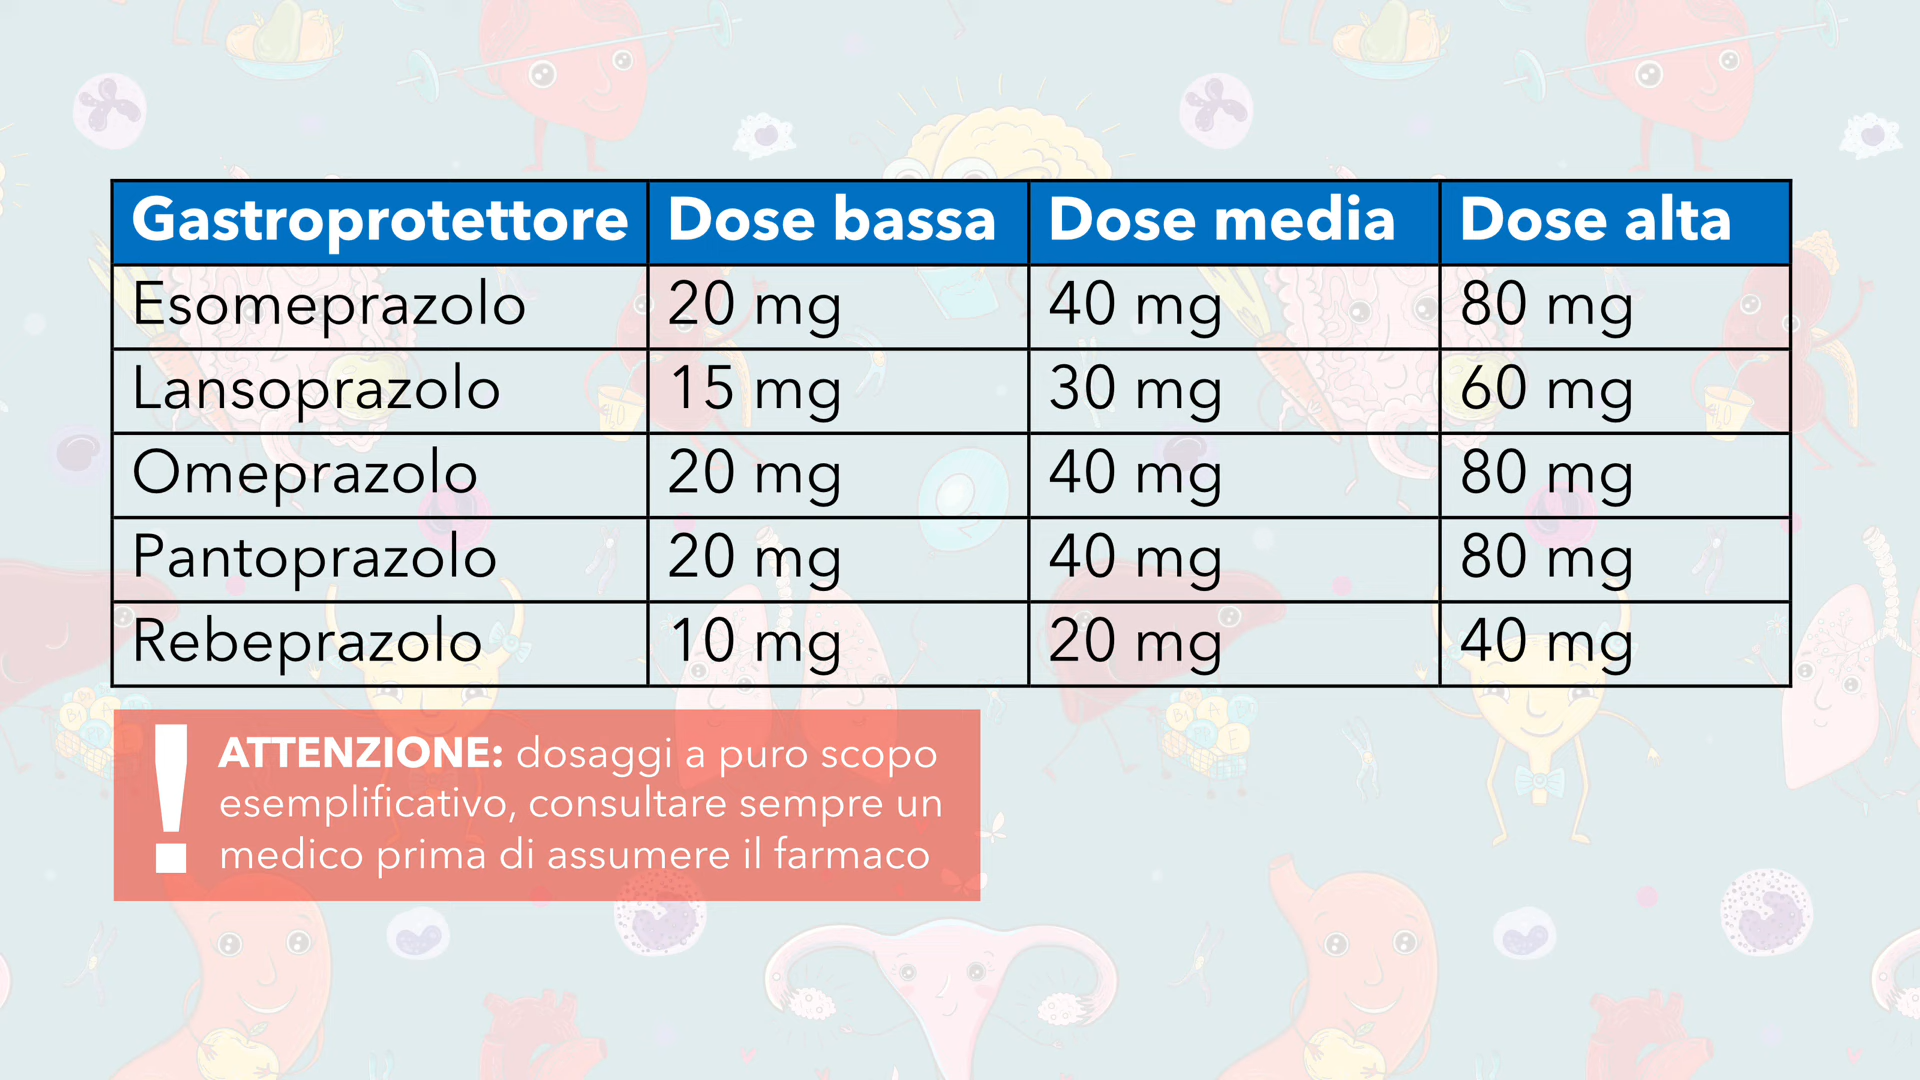 Gastroprotettore Dose bassa Dose media Dose alta
Esomeprazolo 20 mg 40 mg 80 mg
Lansoprazolo 15 mg 30 mg 60 mg
Omeprazolo 20 mg 40 mg 80 mg
Pantoprazolo 20 mg 40 mg 80 mg
Rebeprazolo 10 mg 20 mg 40 mg
! ATTENZIONE: dosaggi a puro scopo
esemplificativo, consultare sempre un
medico prima di assumere il farmaco